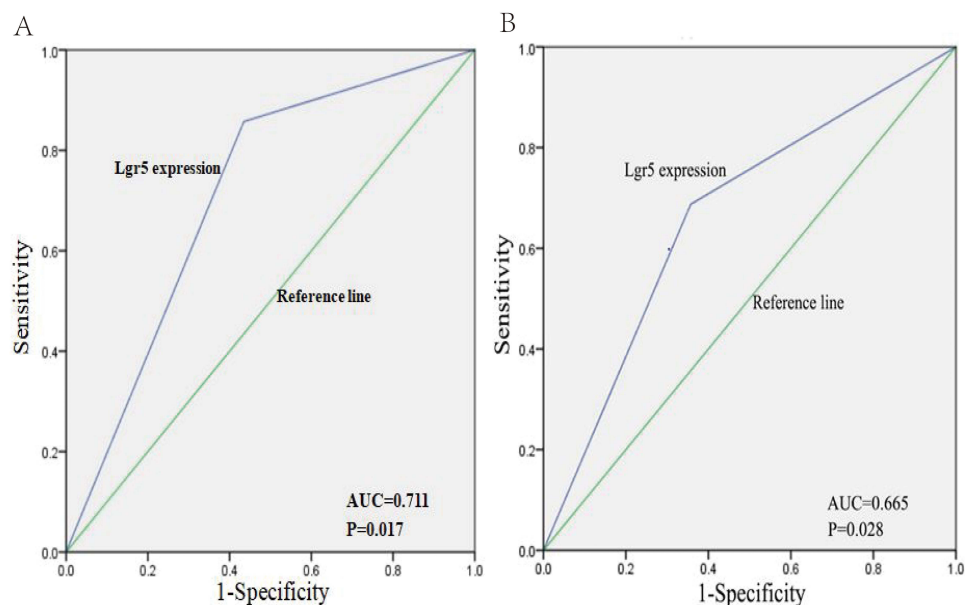 A
1.0
0.8
0.6
0.4
0.2
0.0
Sensitivity
Lgr5 expression
Reference line
AUC=0.711
P=0.017
0.0 0.2 0.4 0.6 0.8 1.0
1-Specificity
B
1.0
0.8
0.6
0.4
0.2
0.0
Sensitivity
Lgr5 expression
Reference line
AUC=0.665
P=0.028
0.0 0.2 0.4 0.6 0.8 1.0
1-Specificity